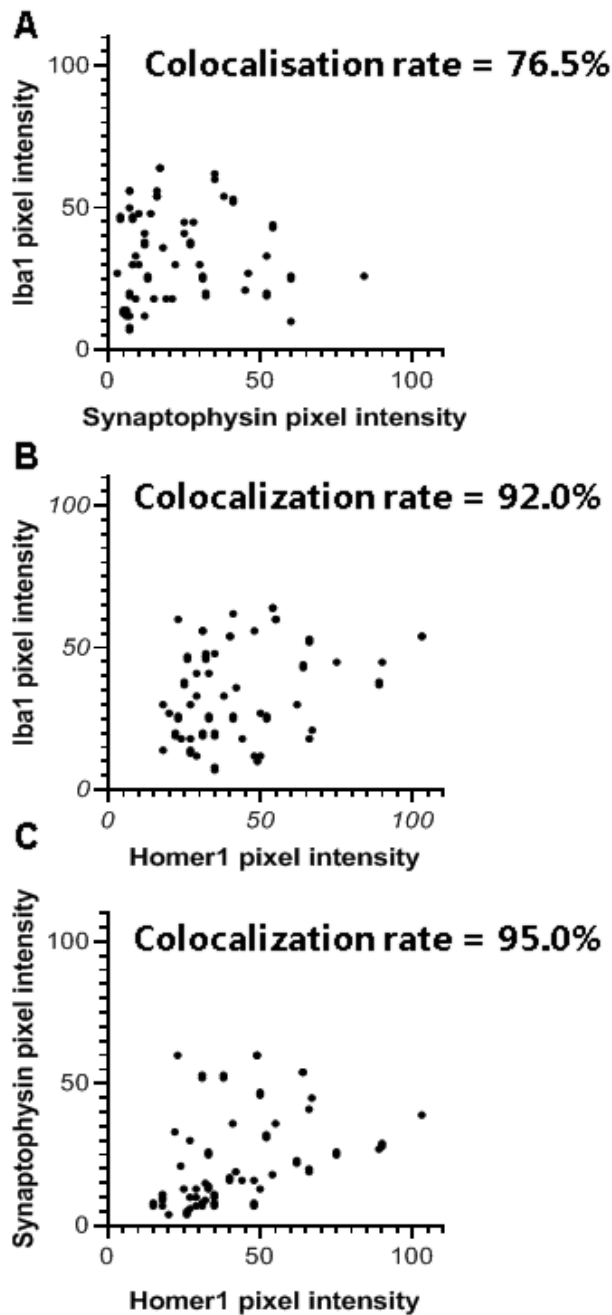 A
Colocalisation rate = 76.5%
Iba1 pixel intensity
100
50
0
0 50 100
Synaptophysin pixel intensity
B
Colocalization rate = 92.0%
Iba1 pixel intensity
100
50
0
0 50 100
Homer1 pixel intensity
C
Colocalization rate = 95.0%
Synaptophysin pixel intensity
100
50
0
0 50 100
Homer1 pixel intensity